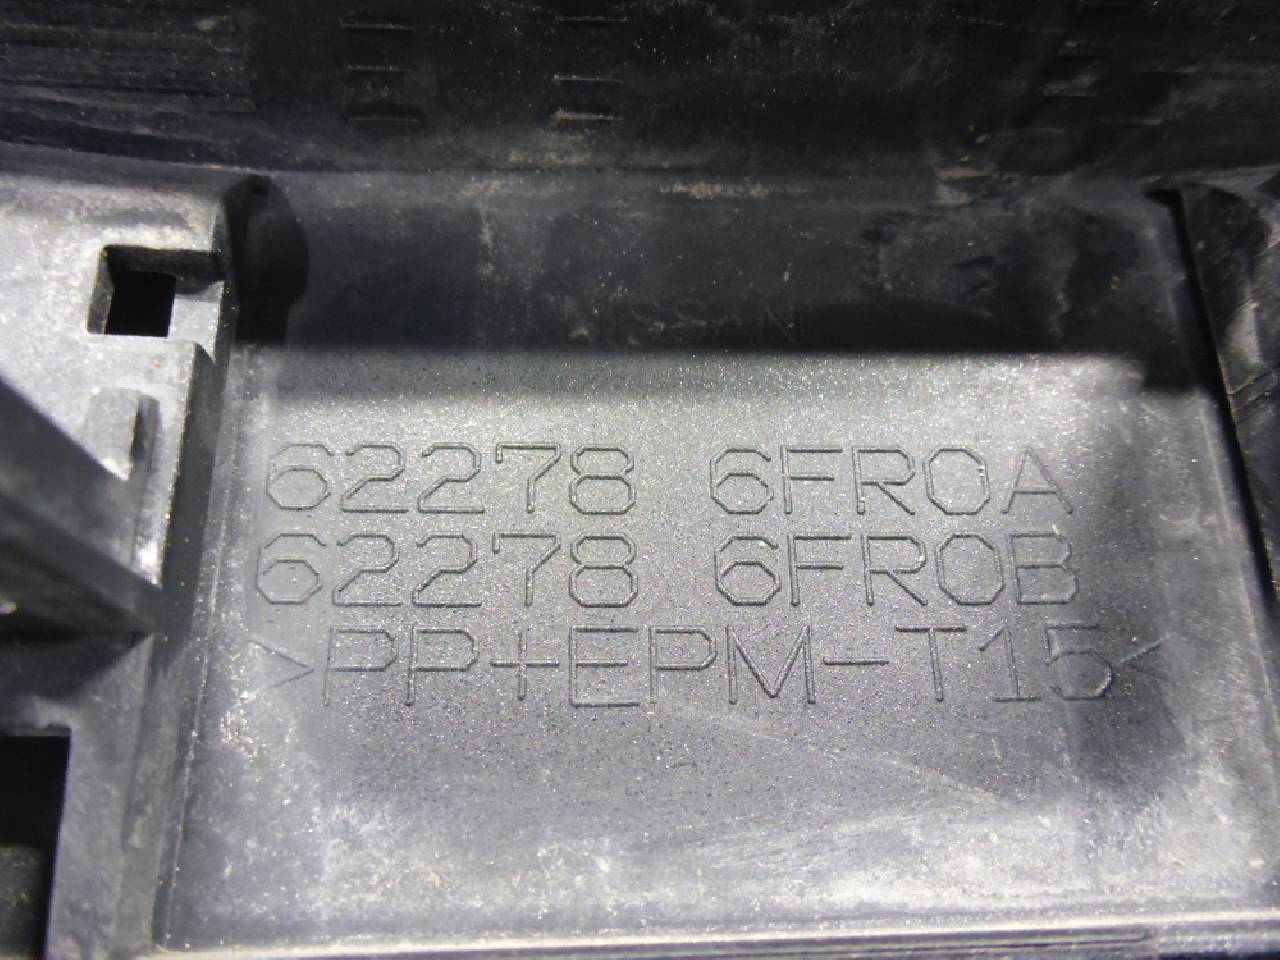 NISSAN
62278 6FR0A
62278 6FR0B
>PP+EPM-T15<